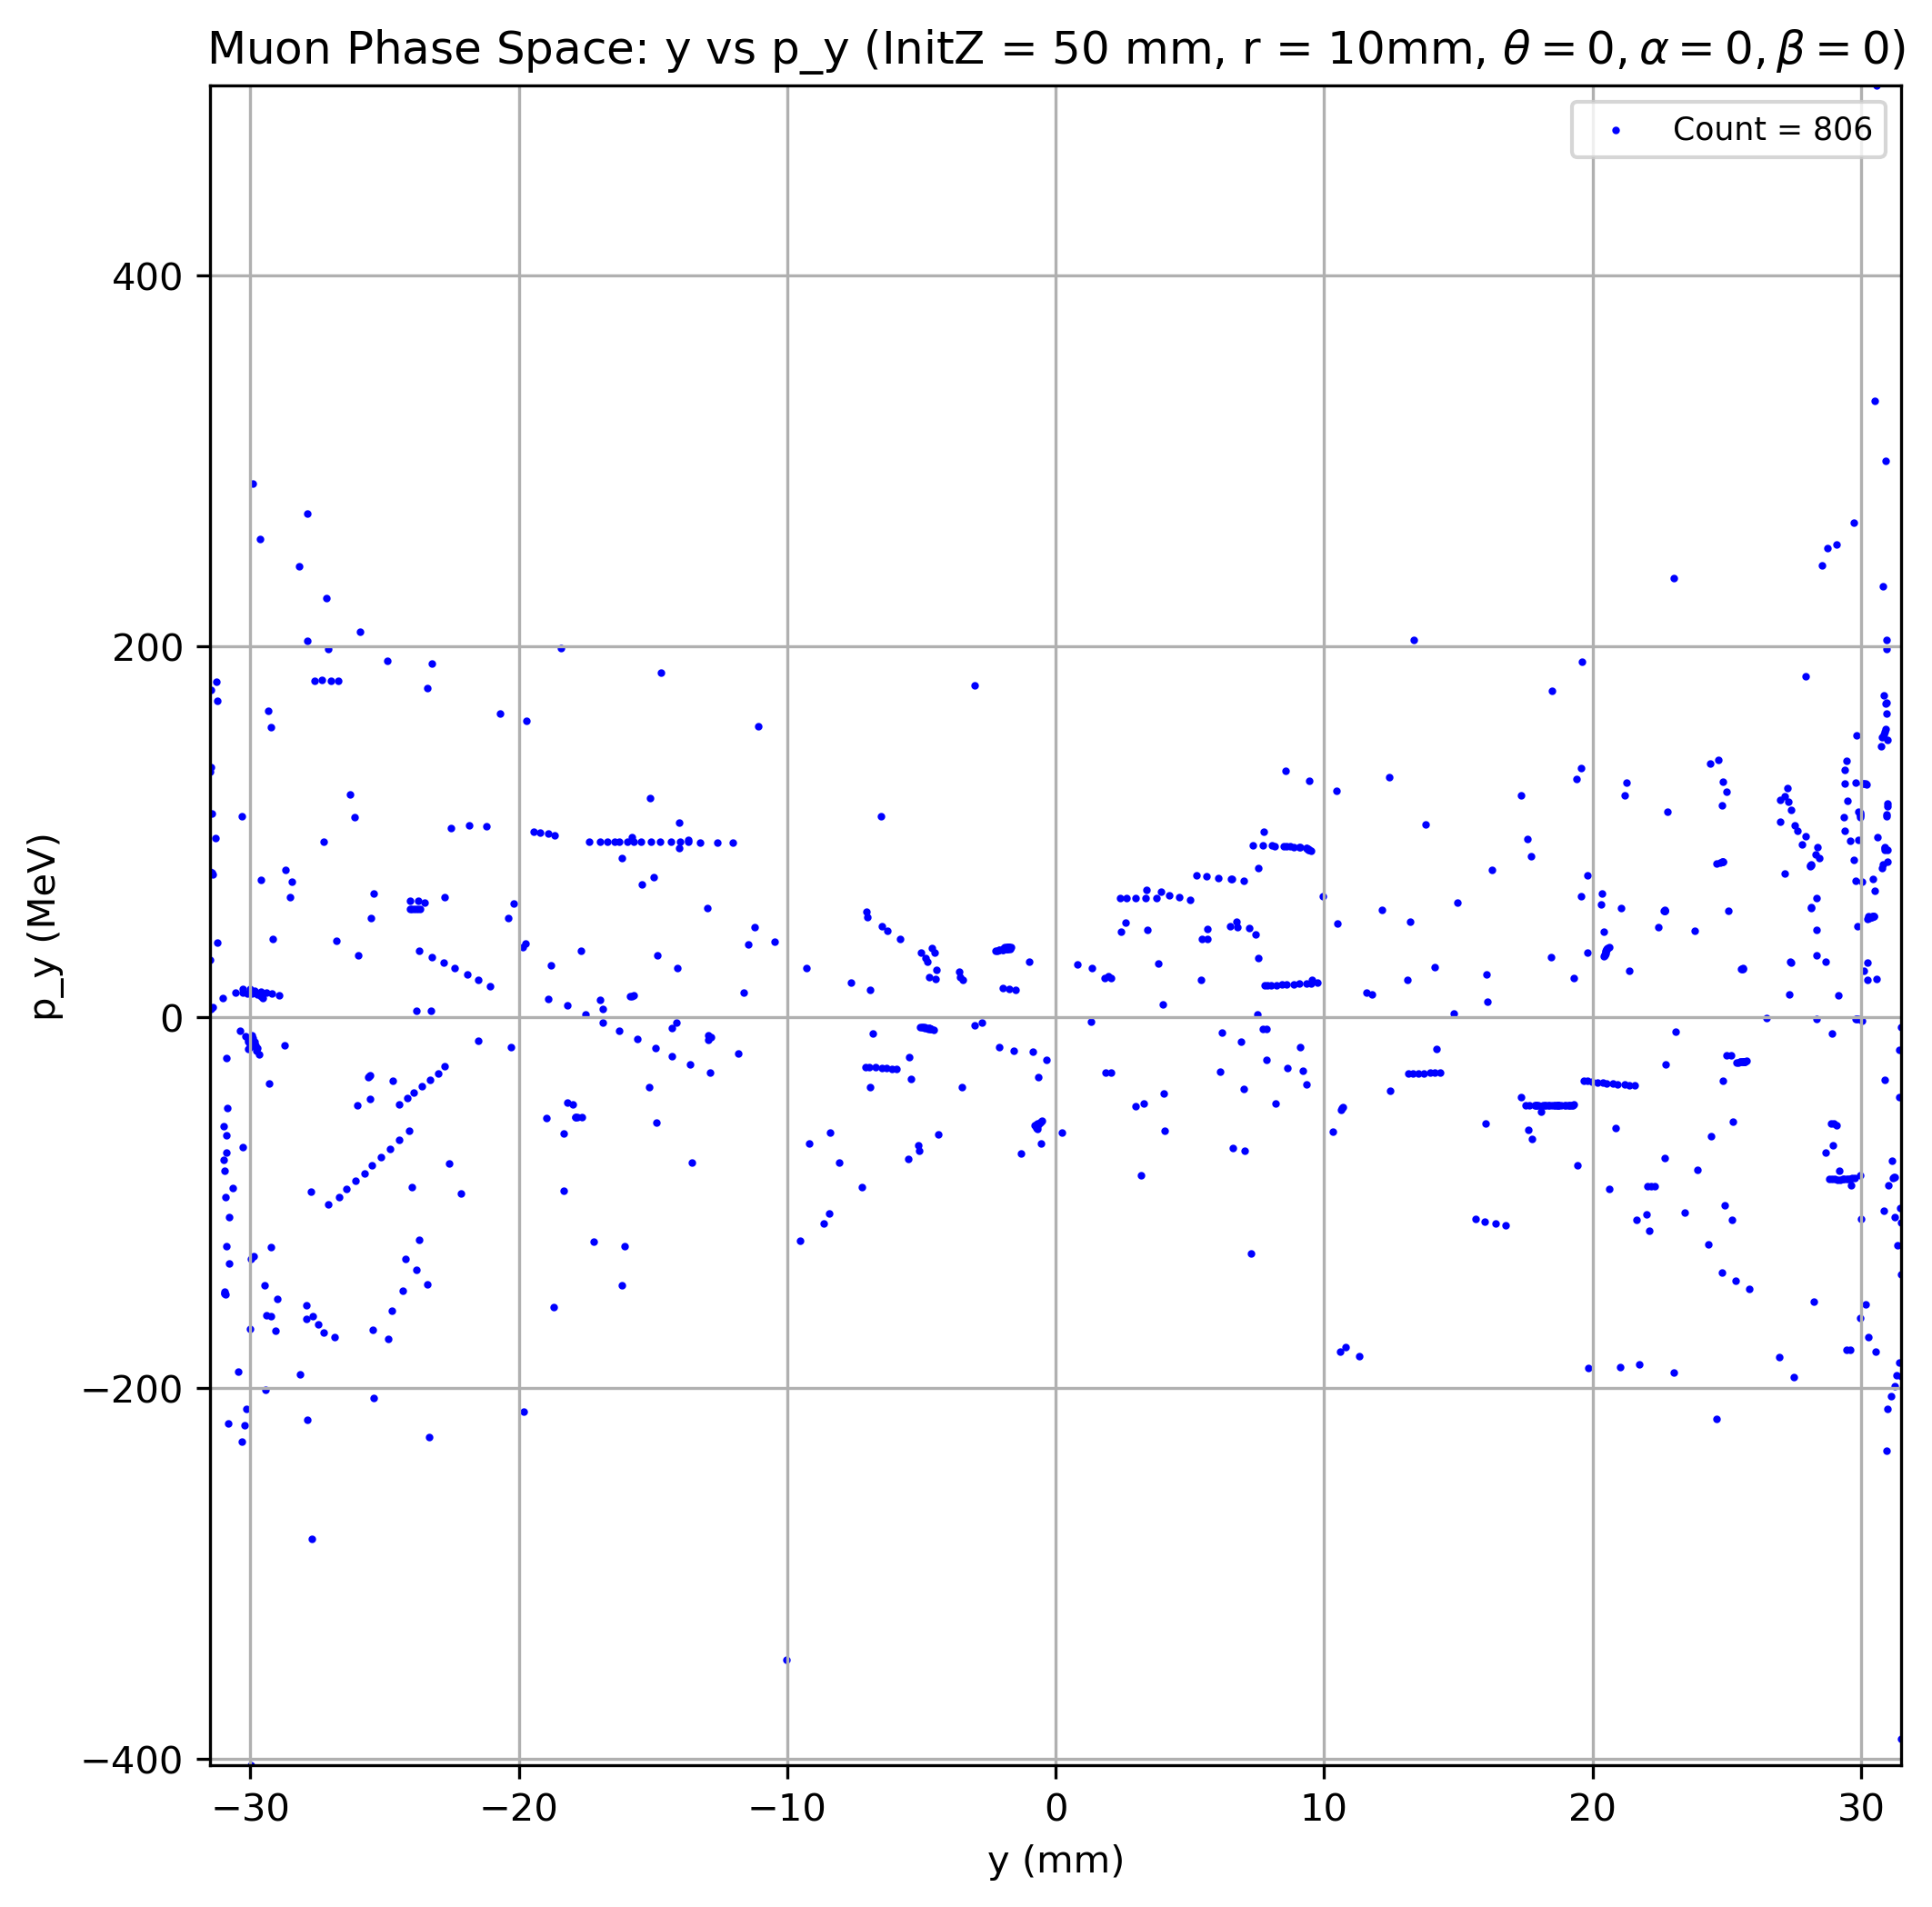 Muon Phase Space: y vs p_y (InitZ = 50 mm, r = 10mm, θ = 0, α = 0, β = 0)
Count = 806
400
200
0
−200
−400
p_y (MeV)
−30 −20 −10 0 10 20 30
y (mm)